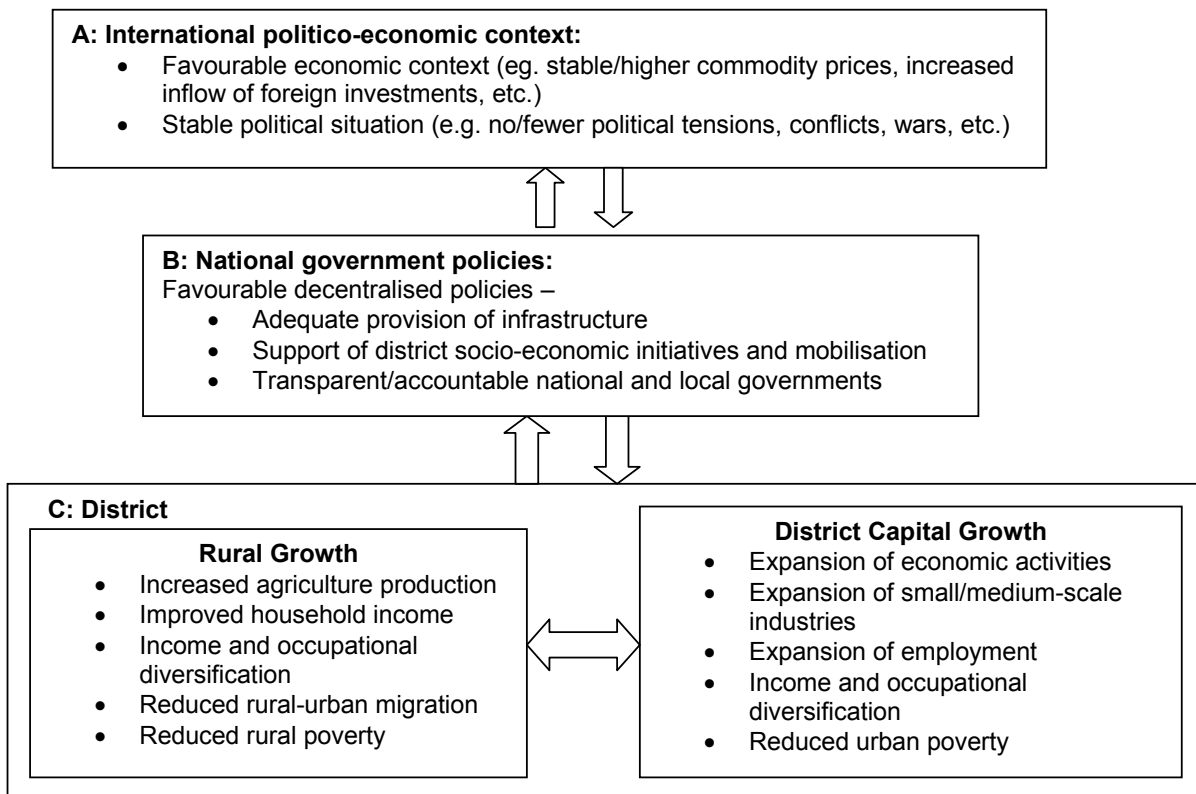 A: International politico-economic context:
• Favourable economic context (eg. stable/higher commodity prices, increased
inflow of foreign investments, etc.)
• Stable political situation (e.g. no/fewer political tensions, conflicts, wars, etc.)
B: National government policies:
Favourable decentralised policies –
• Adequate provision of infrastructure
• Support of district socio-economic initiatives and mobilisation
• Transparent/accountable national and local governments
C: District
Rural Growth
• Increased agriculture production
• Improved household income
• Income and occupational
diversification
• Reduced rural-urban migration
• Reduced rural poverty
District Capital Growth
• Expansion of economic activities
• Expansion of small/medium-scale
industries
• Expansion of employment
• Income and occupational
diversification
• Reduced urban poverty